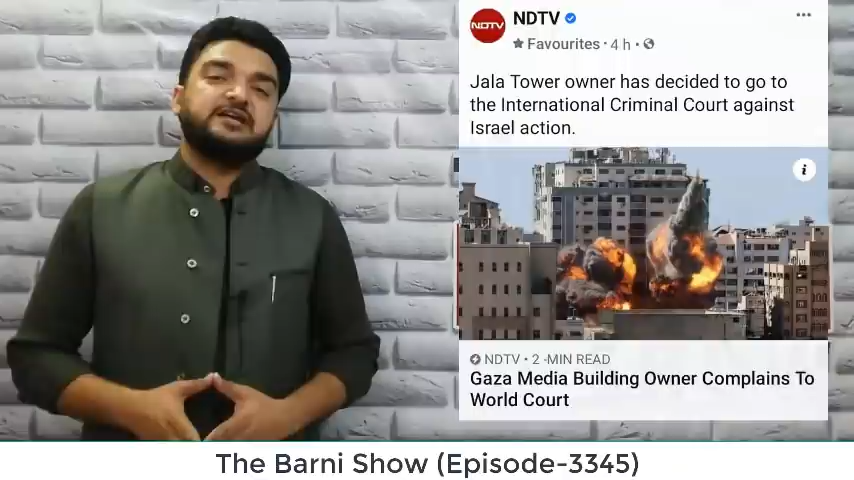 NDTV
NDTV
Favourites · 4 h ·
Jala Tower owner has decided to go to
the International Criminal Court against
Israel action.
NDTV • 2 -MIN READ
Gaza Media Building Owner Complains To
World Court
The Barni Show (Episode-3345)